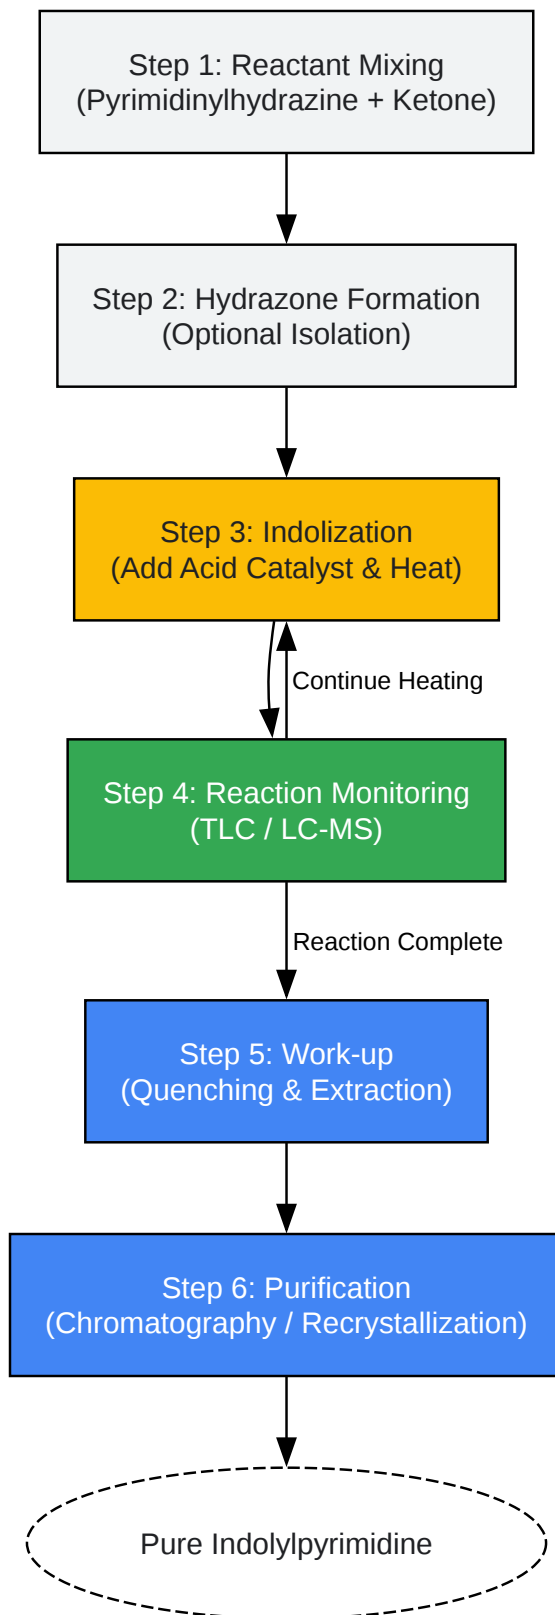 Step 1: Reactant Mixing
(Pyrimidinylhydrazine + Ketone)
Step 2: Hydrazone Formation
(Optional Isolation)
Step 3: Indolization
(Add Acid Catalyst & Heat)
Continue Heating
Step 4: Reaction Monitoring
(TLC / LC-MS)
Reaction Complete
Step 5: Work-up
(Quenching & Extraction)
Step 6: Purification
(Chromatography / Recrystallization)
Pure Indolylpyrimidine